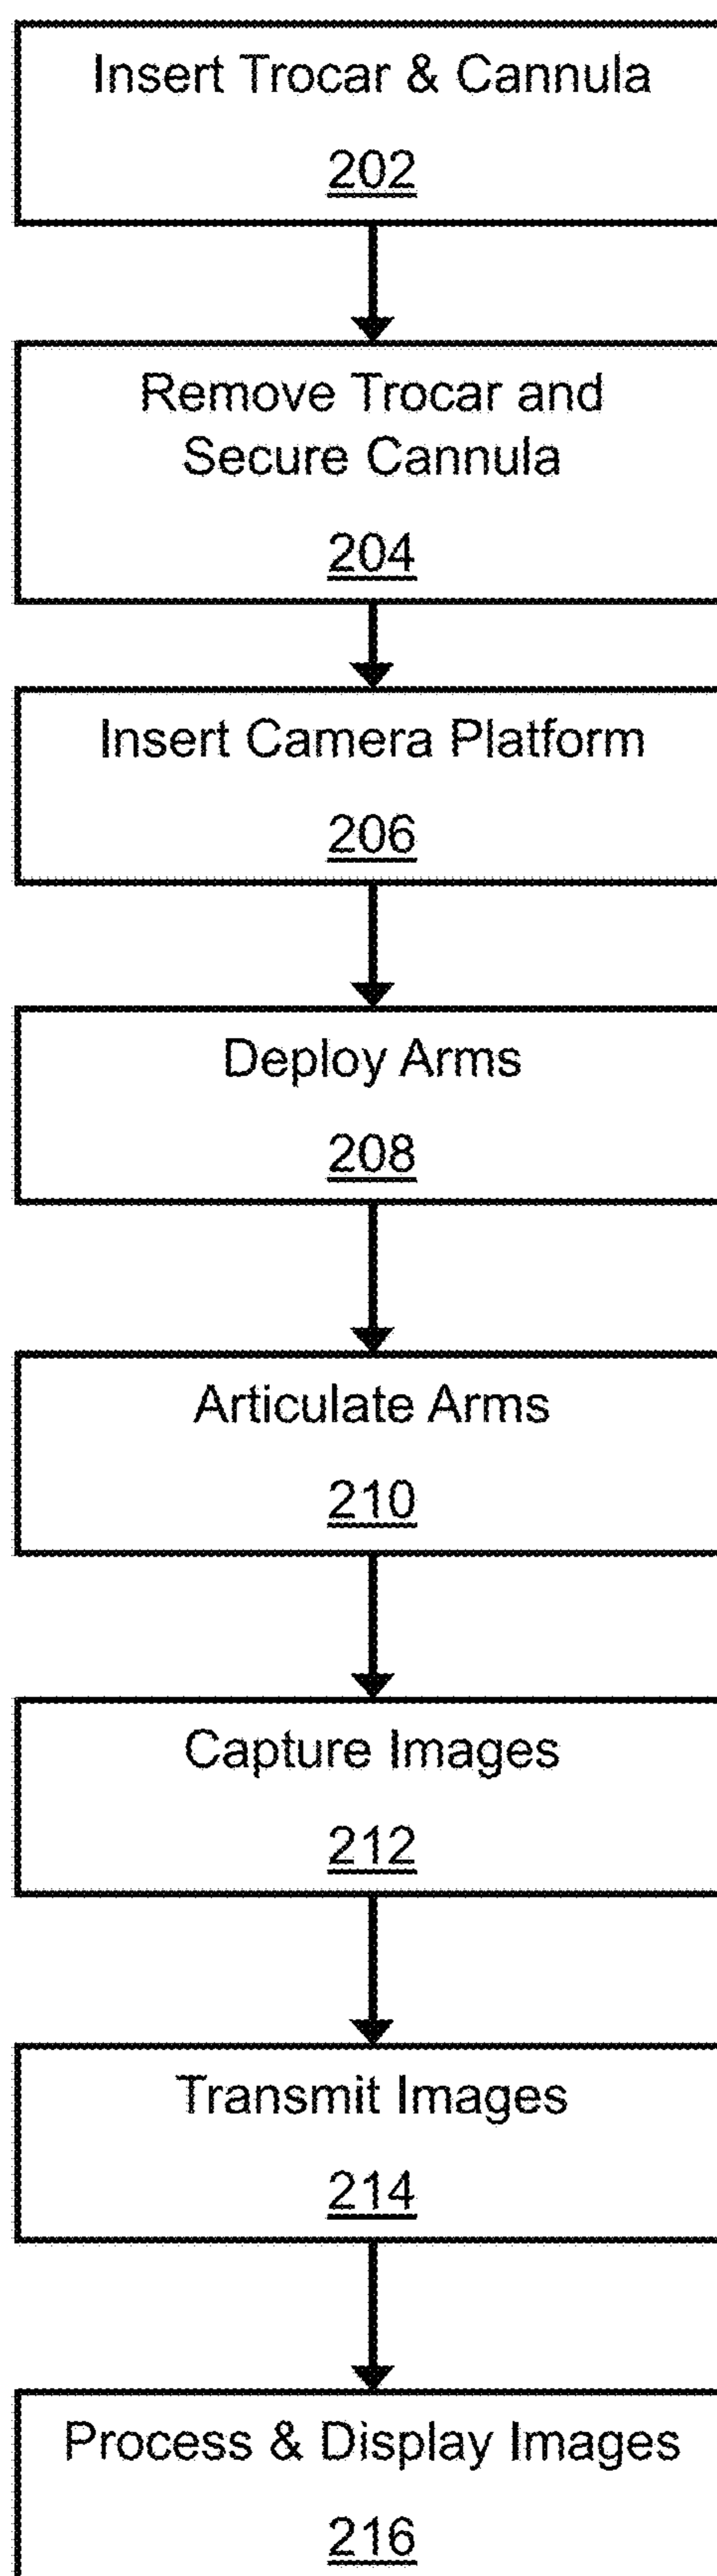 Insert Trocar & Cannula
202
Remove Trocar and
Secure Cannula
204
Insert Camera Platform
206
Deploy Arms
208
Articulate Arms
210
Capture Images
212
Transmit Images
214
Process & Display Images
216